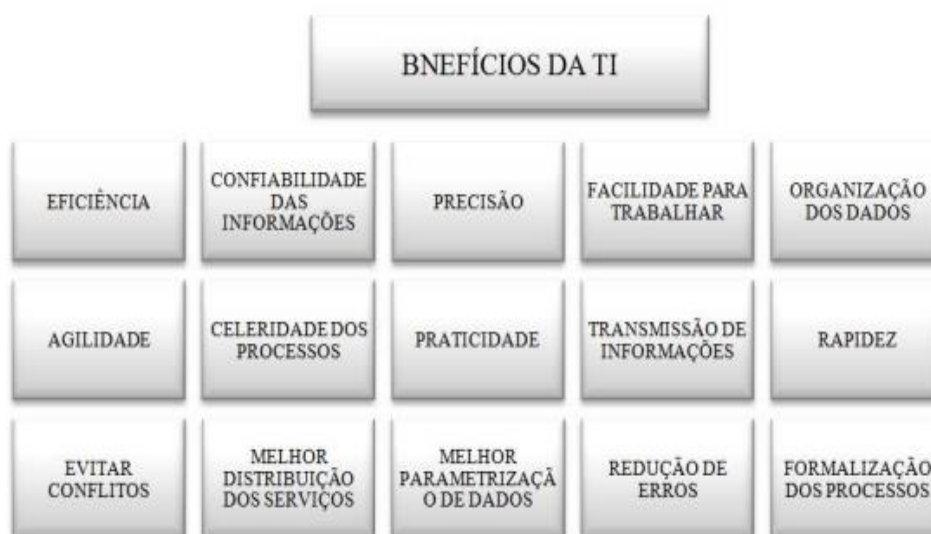 BNEFÍCIOS DA TI
EFICIÊNCIA
CONFIABILIDADE
DAS
INFORMAÇÕES
PRECISÃO
FACILIDADE PARA
TRABALHAR
ORGANIZAÇÃO
DOS DADOS
AGILIDADE
CELERIDADE DOS
PROCESSOS
PRATICIDADE
TRANSMISSÃO DE
INFORMAÇÕES
RAPIDEZ
EVITAR
CONFLITOS
MELHOR
DISTRIBUIÇÃO
DOS SERVIÇOS
MELHOR
PARAMETRIZAÇÃ
O DE DADOS
REDUÇÃO DE
ERROS
FORMALIZAÇÃO
DOS PROCESSOS